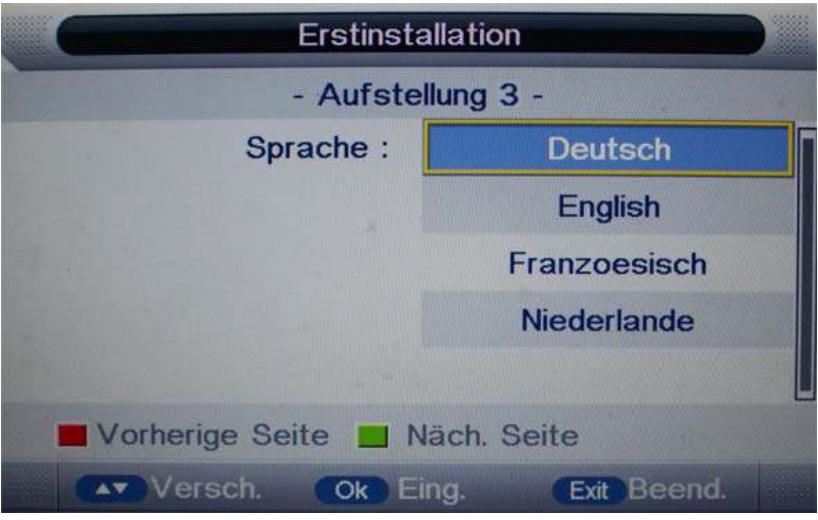 Erstinstallation
- Aufstellung 3 -
Sprache : Deutsch
English
Franzoesisch
Niederlande
Vorherige Seite Näch. Seite
Versch. Ok Eing. Exit Beend.